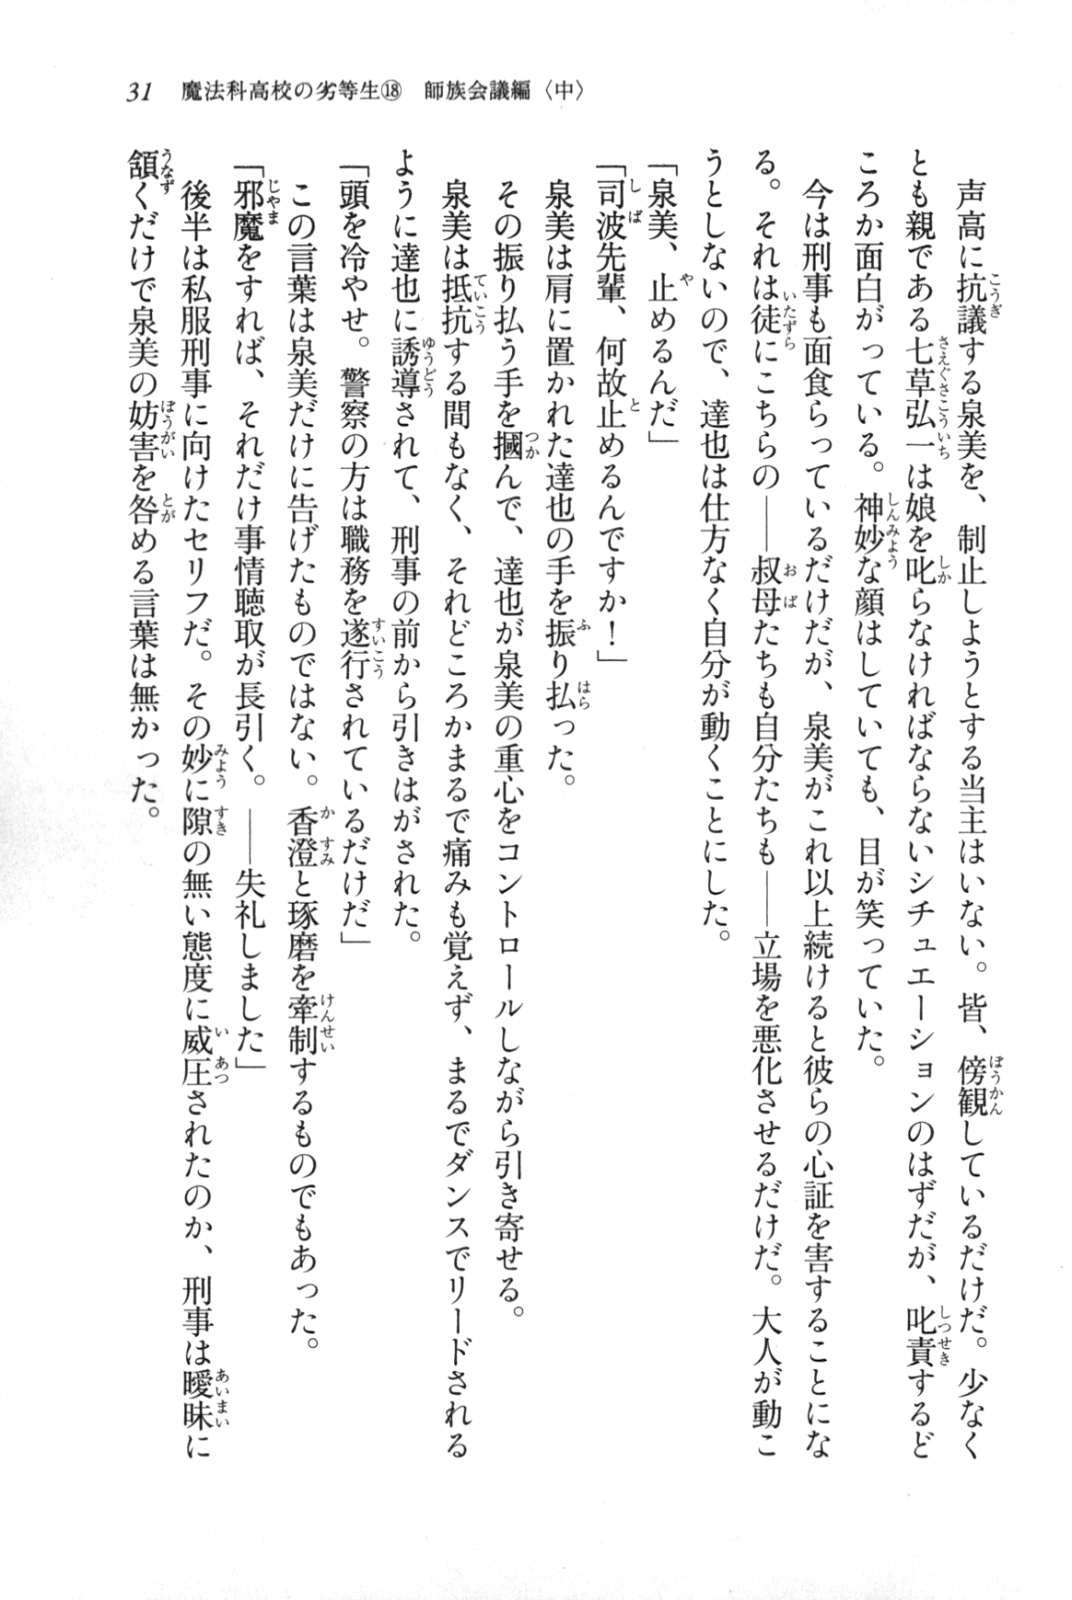 31　魔法科高校の劣等生⑱　師族会議編〈中〉
　声高に抗議する泉美を、制止しようとする当主はいない。皆、傍観しているだけだ。少なく
とも親である七草弘一は娘を叱らなければならないシチュエーションのはずだが、叱責するど
ころか面白がっている。神妙な顔はしていても、目が笑っていた。
　今は刑事も面食らっているだけだが、泉美がこれ以上続けると彼らの心証を害することにな
る。それは徒にこちらの――叔母たちも自分たちも――立場を悪化させるだけだ。大人が動こ
うとしないので、達也は仕方なく自分が動くことにした。
「泉美、止めるんだ」
「司波先輩、何故止めるんですか！」
　泉美は肩に置かれた達也の手を振り払った。
　その振り払う手を摑んで、達也が泉美の重心をコントロールしながら引き寄せる。
　泉美は抵抗する間もなく、それどころかまるで痛みも覚えず、まるでダンスでリードされる
ように達也に誘導されて、刑事の前から引きはがされた。
「頭を冷やせ。警察の方は職務を遂行されているだけだ」
　この言葉は泉美だけに告げたものではない。香澄と琢磨を牽制するものでもあった。
「邪魔をすれば、それだけ事情聴取が長引く。――失礼しました」
　後半は私服刑事に向けたセリフだ。その妙に隙の無い態度に威圧されたのか、刑事は曖昧に
頷くだけで泉美の妨害を咎める言葉は無かった。